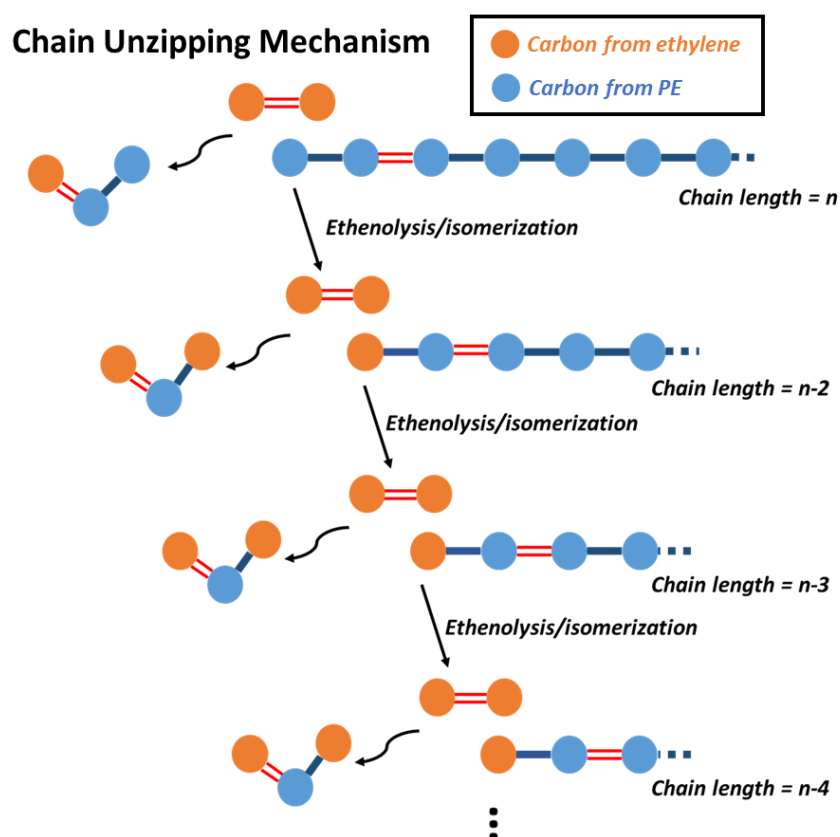 Chain Unzipping Mechanism
Carbon from ethylene
Carbon from PE
Chain length = n
Ethenolysis/isomerization
Chain length = n-2
Ethenolysis/isomerization
Chain length = n-3
Ethenolysis/isomerization
Chain length = n-4